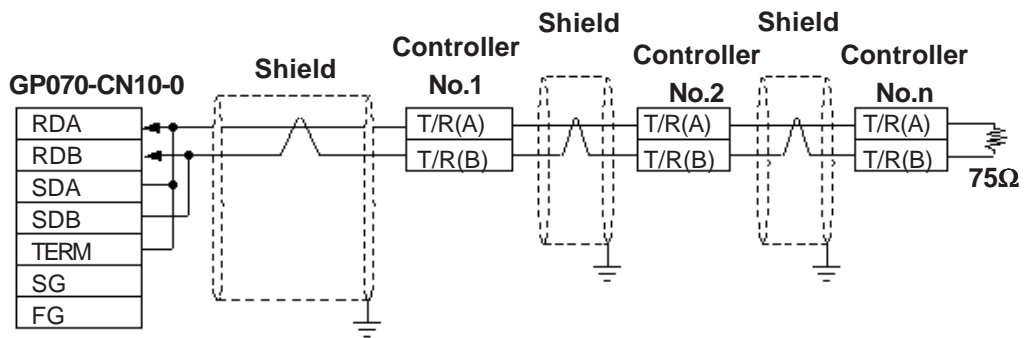 GP070-CN10-0
RDA
RDB
SDA
SDB
TERM
SG
FG
Shield
Controller
No.1
T/R(A)
T/R(B)
Shield
Controller
No.2
T/R(A)
T/R(B)
Shield
Controller
No.n
T/R(A)
T/R(B)
75Ω